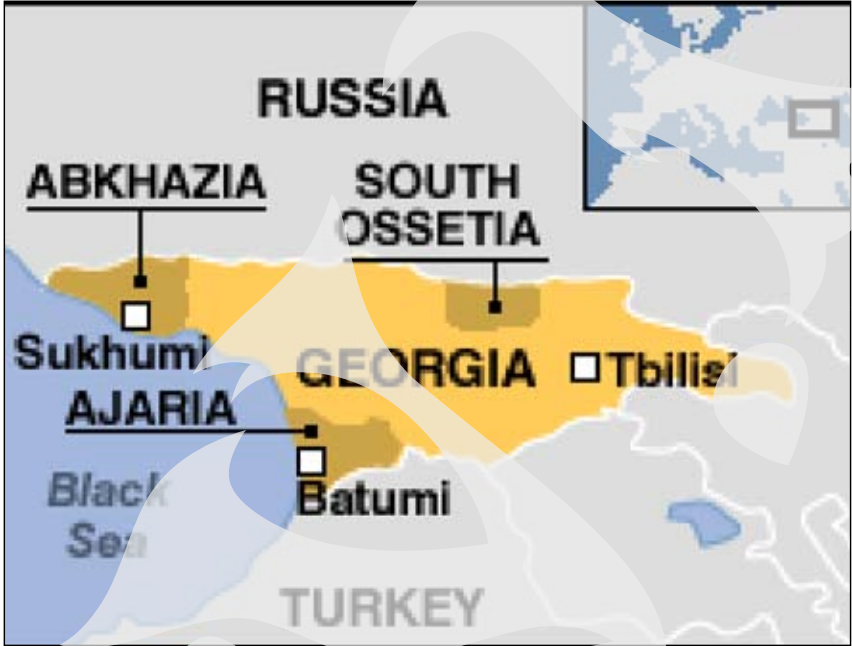 RUSSIA
ABKHAZIA
SOUTH
OSSETIA
Sukhumi
GEORGIA
Tbilisi
AJARIA
Batumi
Black
Sea
TURKEY